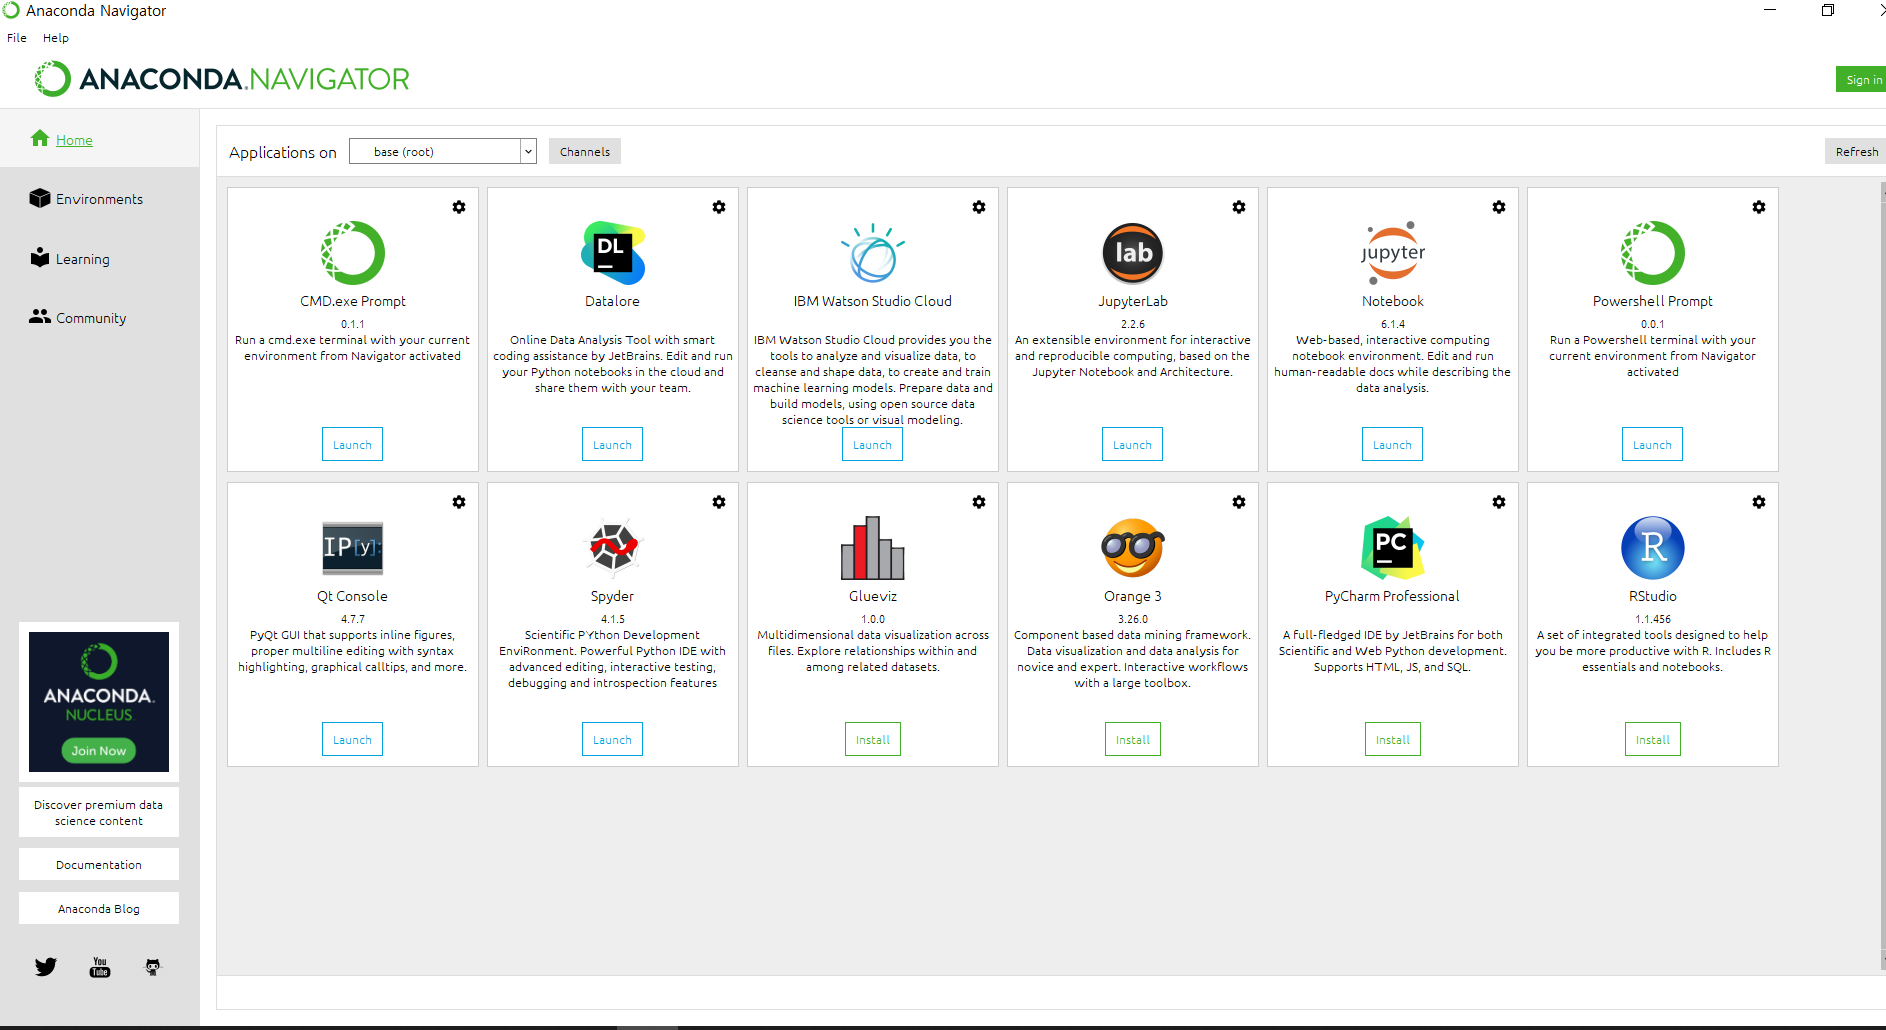 Anaconda Navigator
File Help
ANACONDA.NAVIGATOR
Sign in
Home
Environments
Learning
Community
Applications on base (root) Channels
Refresh
CMD.exe Prompt
0.1.1
Run a cmd.exe terminal with your current
environment from Navigator activated
Launch
DL
Datalore
Online Data Analysis Tool with smart
coding assistance by JetBrains. Edit and run
your Python notebooks in the cloud and
share them with your team.
Launch
IBM Watson Studio Cloud
IBM Watson Studio Cloud provides you the
tools to analyze and visualize data, to
cleanse and shape data, to create and train
machine learning models. Prepare data and
build models, using open source data
science tools or visual modeling.
Launch
lab
JupyterLab
2.2.6
An extensible environment for interactive
and reproducible computing, based on the
Jupyter Notebook and Architecture.
Launch
jupyter
Notebook
6.1.4
Web-based, interactive computing
notebook environment. Edit and run
human-readable docs while describing the
data analysis.
Launch
Powershell Prompt
0.0.1
Run a Powershell terminal with your
current environment from Navigator
activated
Launch
IP[y]:
Qt Console
4.7.7
PyQt GUI that supports inline figures,
proper multiline editing with syntax
highlighting, graphical calltips, and more.
Launch
Spyder
4.1.5
Scientific PYthon Development
EnviRonment. Powerful Python IDE with
advanced editing, interactive testing,
debugging and introspection features
Launch
Glueviz
1.0.0
Multidimensional data visualization across
files. Explore relationships within and
among related datasets.
Install
Orange 3
3.26.0
Component based data mining framework.
Data visualization and data analysis for
novice and expert. Interactive workflows
with a large toolbox.
Install
PC
PyCharm Professional
A full-fledged IDE by JetBrains for both
Scientific and Web Python development.
Supports HTML, JS, and SQL.
Install
R
RStudio
1.1.456
A set of integrated tools designed to help
you be more productive with R. Includes R
essentials and notebooks.
Install
ANACONDA.
NUCLEUS
Join Now
Discover premium data
science content
Documentation
Anaconda Blog
You
Tube